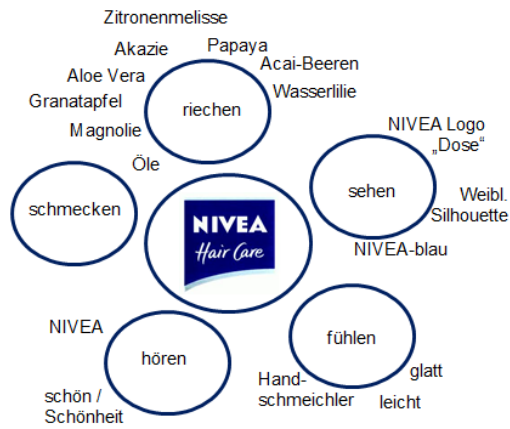 Zitronenmelisse
Akazie
Papaya
Aloe Vera
Acai-Beeren
Granatapfel
Wasserlilie
riechen
Magnolie
NIVEA Logo
„Dose“
Öle
sehen
Weibl.
Silhouette
schmecken
NIVEA
Hair Care
NIVEA-blau
NIVEA
hören
fühlen
Hand-
schmeichler
glatt
leicht
schön /
Schönheit